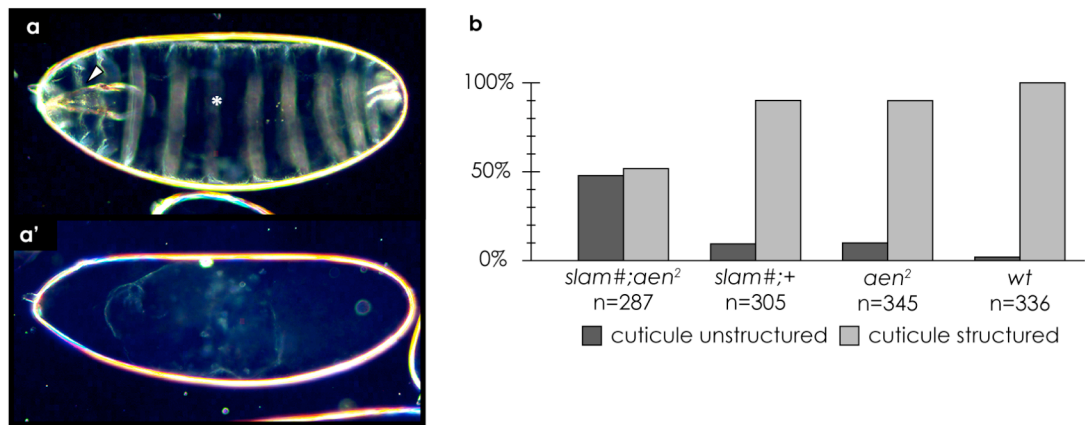 a
*
a'
b
100%
50%
0%
slam#;aen²
slam#;+
aen²
wt
n=287
n=305
n=345
n=336
cuticule unstructured
cuticule structured